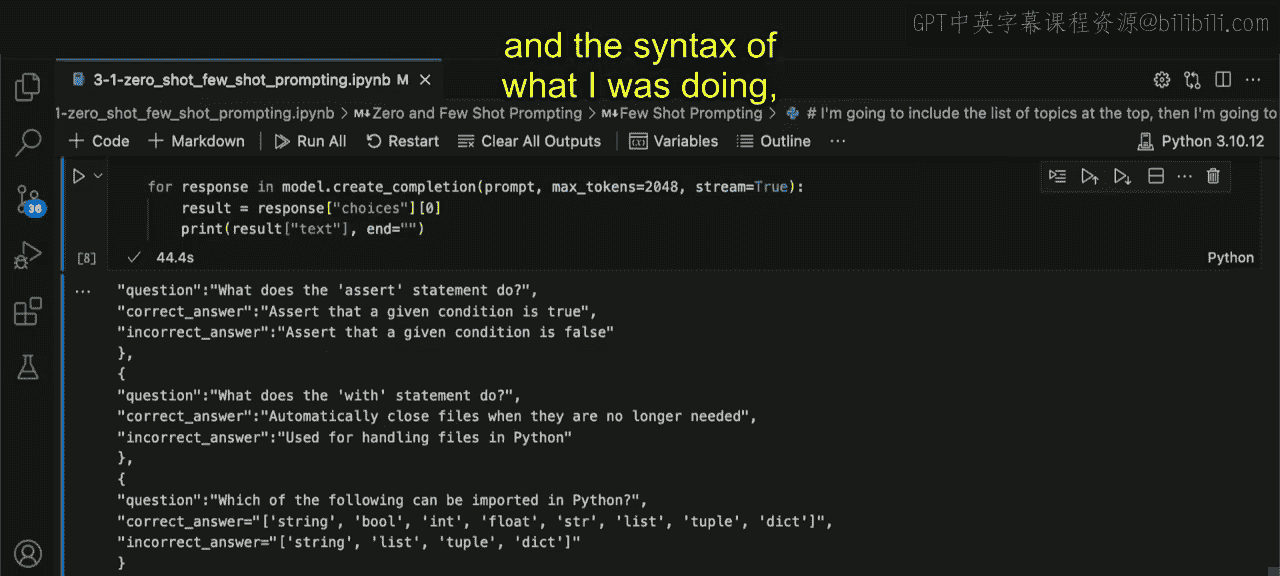 GPT中英字幕课程资源@bilibili.com
and the syntax of
what I was doing,
3-1-zero_shot_few_shot_prompting.ipynb M
1-zero_shot_few_shot_prompting.ipynb > M↓Zero and Few Shot Prompting > M↓Few Shot Prompting > # I'm going to include the list of topics at the top, then I'm going to
+ Code + Markdown Run All Restart Clear All Outputs Variables Outline ... Python 3.10.12
for response in model.create_completion(prompt, max_tokens=2048, stream=True):
result = response["choices"][0]
print(result["text"], end="")
[8] ✓ 44.4s Python
36
... "question":"What does the 'assert' statement do?",
"correct_answer":"Assert that a given condition is true",
"incorrect_answer":"Assert that a given condition is false"
},
{
"question":"What does the 'with' statement do?",
"correct_answer":"Automatically close files when they are no longer needed",
"incorrect_answer":"Used for handling files in Python"
},
{
"question":"Which of the following can be imported in Python?",
"correct_answer="['string', 'bool', 'int', 'float', 'str', 'list', 'tuple', 'dict']",
"incorrect_answer="['string', 'list', 'tuple', 'dict']"
}